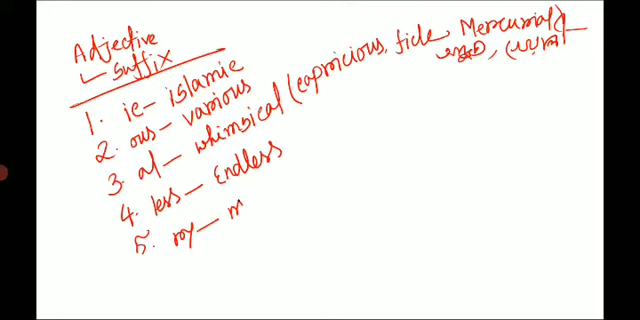 Adjective
Suffix
1. ic - islamic
2. ous - various
3. al - whimsical (capricious, ficle, Mercurial)
4. less - Endless
5. ry -